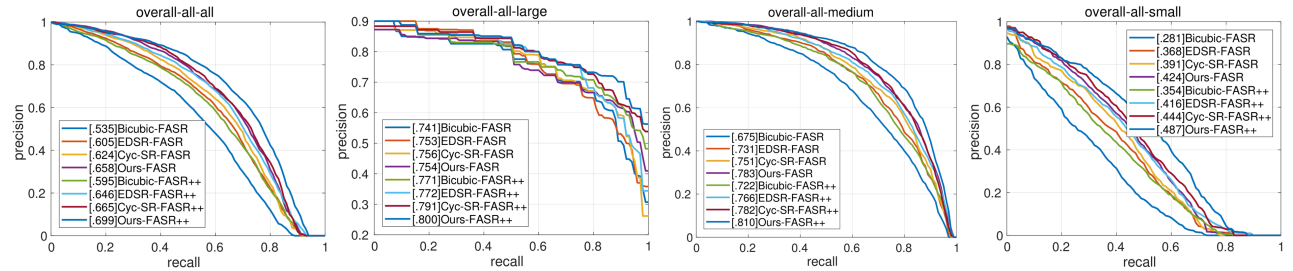 overall-all-all
precision
1
0.8
0.6
0.4
0.2
0
[.535]Bicubic-FASR
[.605]EDSR-FASR
[.624]Cyc-SR-FASR
[.658]Ours-FASR
[.595]Bicubic-FASR++
[.646]EDSR-FASR++
[.665]Cyc-SR-FASR++
[.699]Ours-FASR++
0 0.2 0.4 0.6 0.8 1
recall
overall-all-large
precision
0.9
0.8
0.7
0.6
0.5
0.4
0.3
0.2
[.741]Bicubic-FASR
[.753]EDSR-FASR
[.756]Cyc-SR-FASR
[.754]Ours-FASR
[.771]Bicubic-FASR++
[.772]EDSR-FASR++
[.791]Cyc-SR-FASR++
[.800]Ours-FASR++
0 0.2 0.4 0.6 0.8 1
recall
overall-all-medium
precision
1
0.8
0.6
0.4
0.2
0
[.675]Bicubic-FASR
[.731]EDSR-FASR
[.751]Cyc-SR-FASR
[.783]Ours-FASR
[.722]Bicubic-FASR++
[.766]EDSR-FASR++
[.782]Cyc-SR-FASR++
[.810]Ours-FASR++
0 0.2 0.4 0.6 0.8 1
recall
overall-all-small
precision
1
0.8
0.6
0.4
0.2
0
[.281]Bicubic-FASR
[.368]EDSR-FASR
[.391]Cyc-SR-FASR
[.424]Ours-FASR
[.354]Bicubic-FASR++
[.416]EDSR-FASR++
[.444]Cyc-SR-FASR++
[.487]Ours-FASR++
0 0.2 0.4 0.6 0.8 1
recall